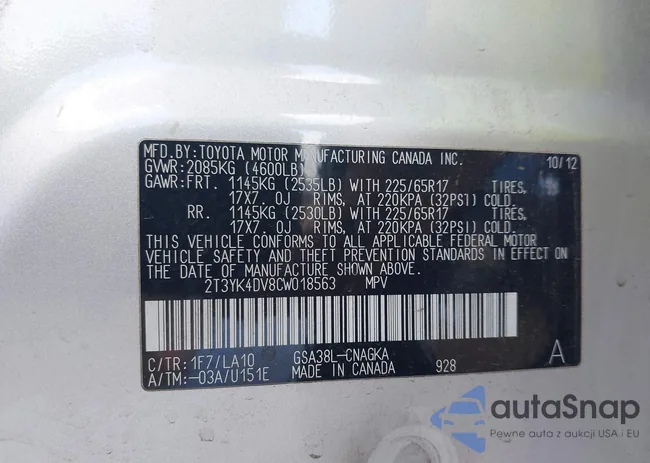 MFD.BY:TOYOTA MOTOR MANUFACTURING CANADA INC. 10/12
GVWR:2085KG (4600LB)
GAWR:FRT. 1145KG (2535LB) WITH 225/65R17 TIRES,
17X7. 0J RIMS, AT 220KPA (32PSI) COLD.
RR. 1145KG (2530LB) WITH 225/65R17 TIRES,
17X7. 0J RIMS, AT 220KPA (32PSI) COLD.
THIS VEHICLE CONFORMS TO ALL APPLICABLE FEDERAL MOTOR
VEHICLE SAFETY AND THEFT PREVENTION STANDARDS IN EFFECT ON
THE DATE OF MANUFACTURE SHOWN ABOVE.
2T3YK4DV8CW018563 MPV
C/TR:1F7/LA10 GSA38L-CNAGKA
A/TM:-03A/U151E MADE IN CANADA 928 A
autaSnap
Pewne auta z aukcji USA i EU